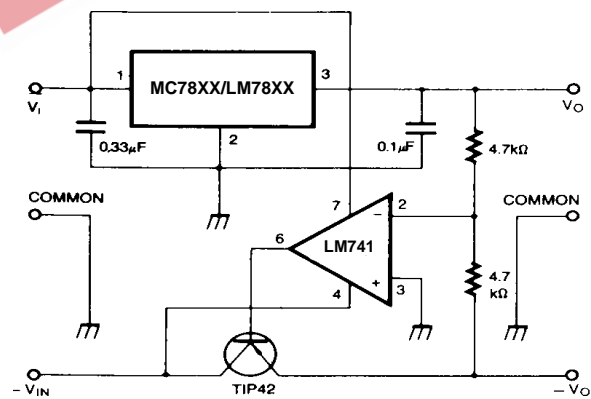 1
MC78XX/LM78XX
3
VI
VO
2
0.33µF
0.1µF
4.7kΩ
COMMON
COMMON
7
2
−
6
LM741
+
3
4
4.7
kΩ
− VIN
TIP42
− VO